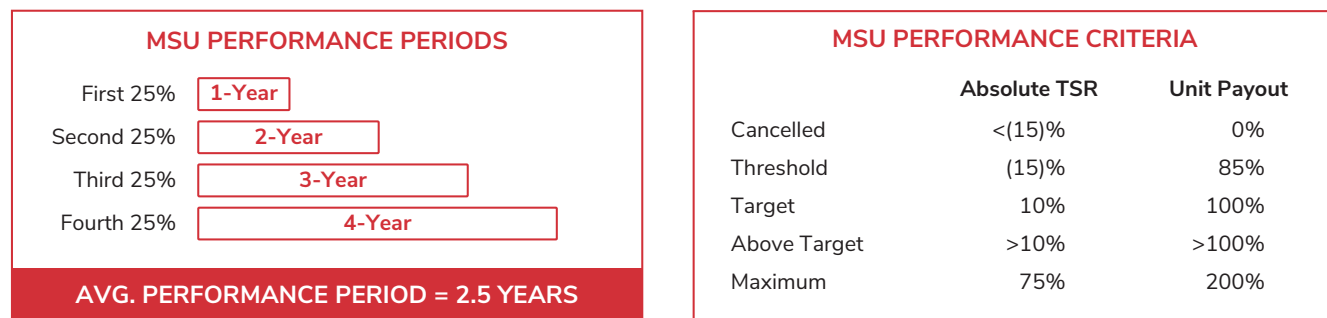 MSU PERFORMANCE PERIODS
First 25% 1-Year
Second 25% 2-Year
Third 25% 3-Year
Fourth 25% 4-Year
AVG. PERFORMANCE PERIOD = 2.5 YEARS
MSU PERFORMANCE CRITERIA
Absolute TSR Unit Payout
Cancelled <(15)% 0%
Threshold (15)% 85%
Target 10% 100%
Above Target >10% >100%
Maximum 75% 200%